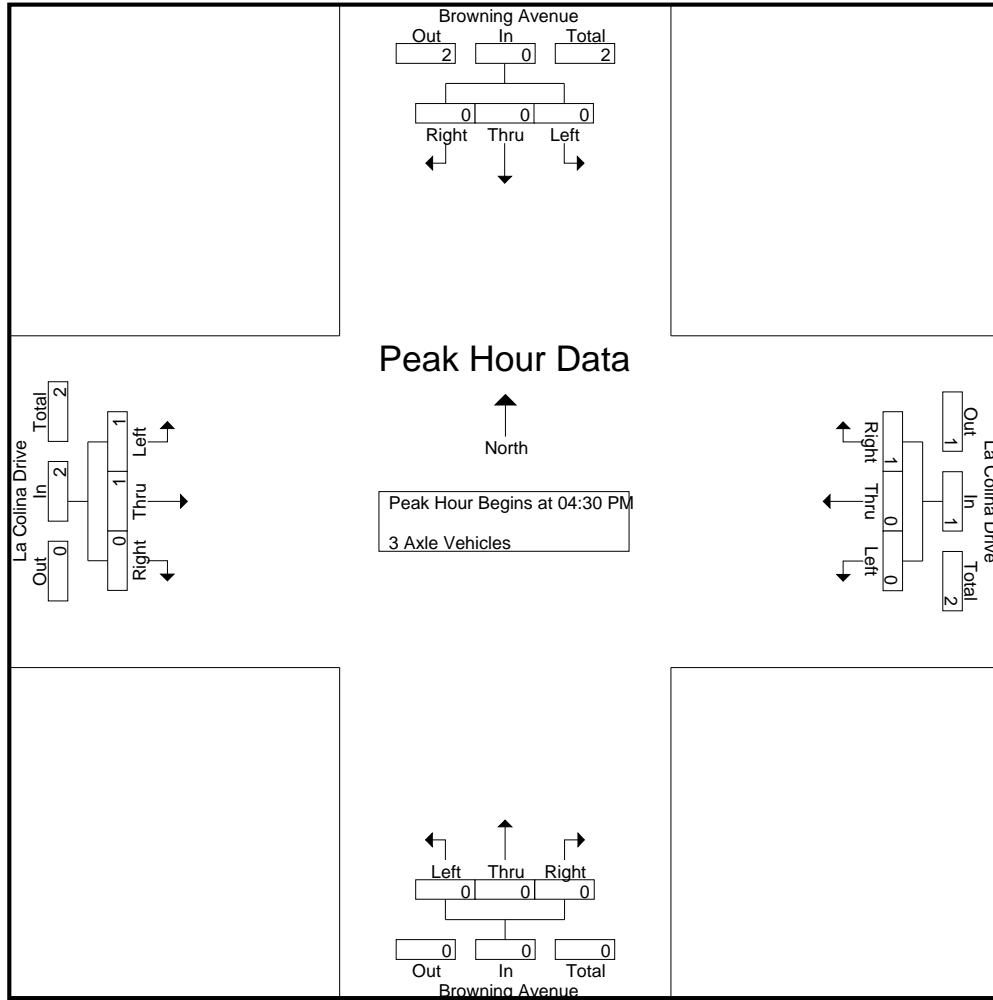 Browning Avenue
Out In Total
2 0 2
0 0 0
Right Thru Left
Peak Hour Data
North
Peak Hour Begins at 04:30 PM
3 Axle Vehicles
La Colina Drive
Out In Total
0 2 2
0 1 1
Right Thru Left
La Colina Drive
Out In Total
1 1 2
1 0 0
Right Thru Left
Left Thru Right
0 0 0
0 0 0
Out In Total
Browning Avenue